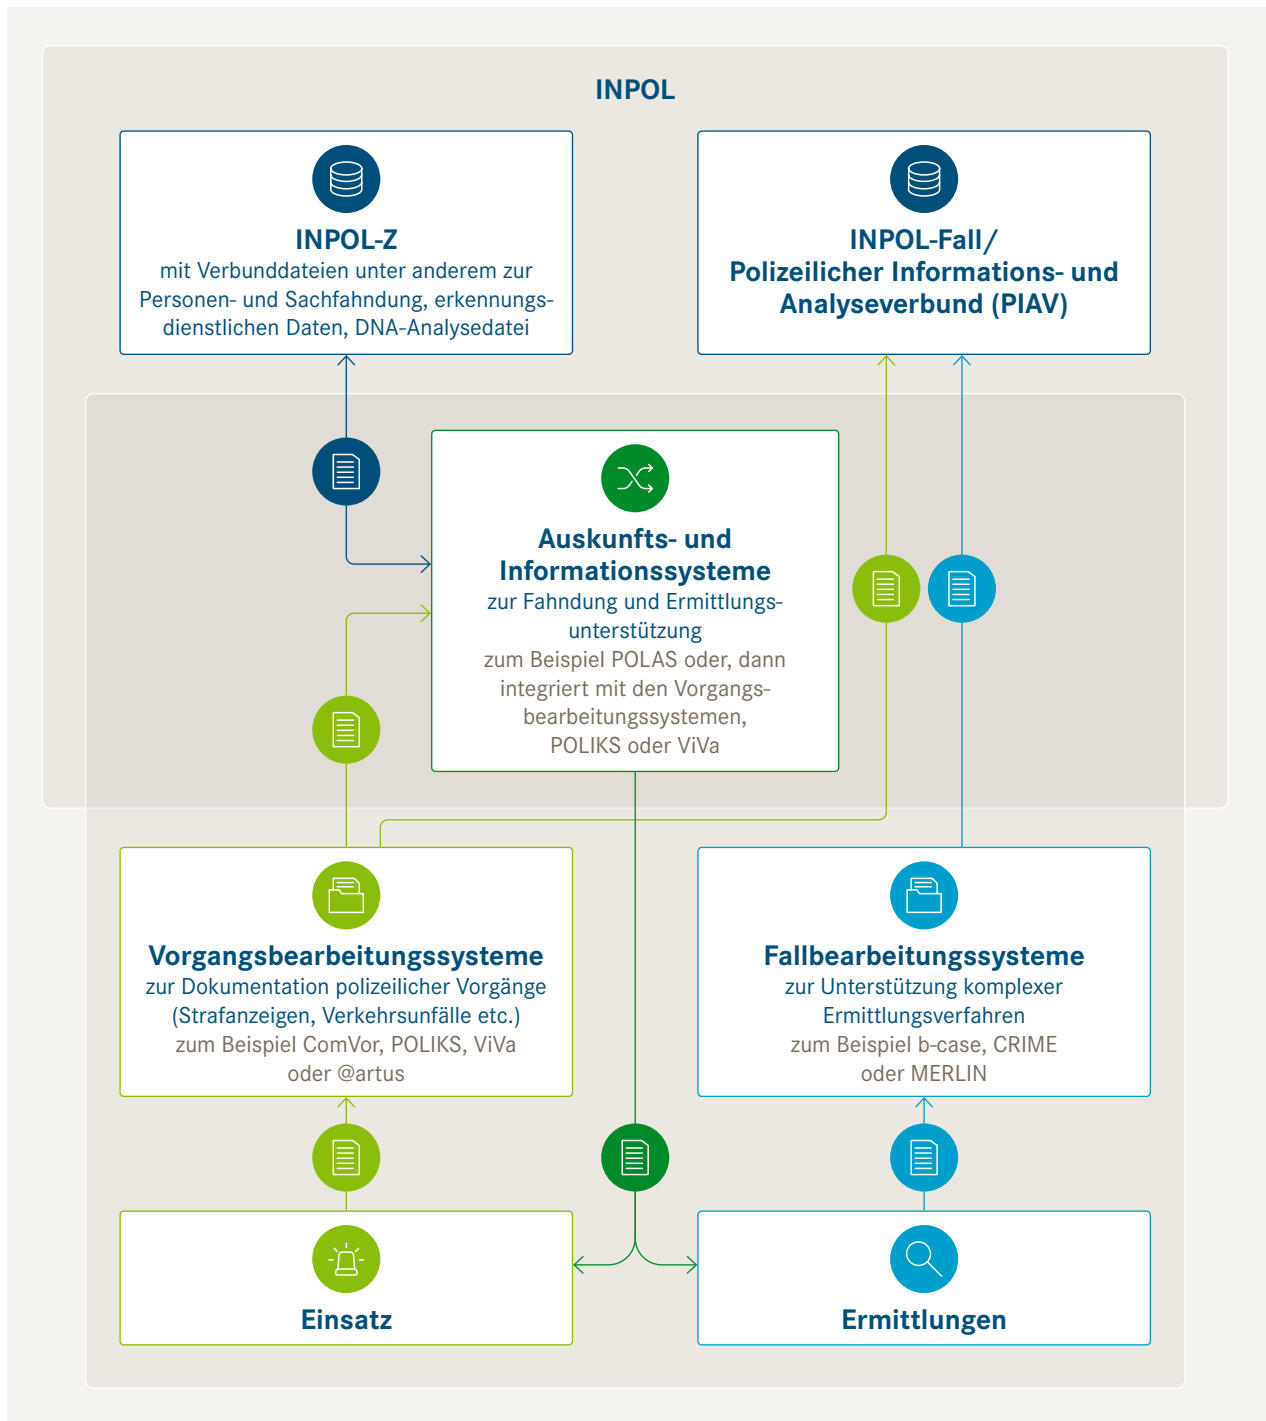 INPOL
INPOL-Z
mit Verbunddateien unter anderem zur
Personen- und Sachfahndung, erkennungs-
dienstlichen Daten, DNA-Analysedatei
INPOL-Fall/
Polizeilicher Informations- und
Analyseverbund (PIAV)
Auskunfts- und
Informationssysteme
zur Fahndung und Ermittlungs-
unterstützung
zum Beispiel POLAS oder, dann
integriert mit den Vorgangs-
bearbeitungssystemen,
POLIKS oder ViVa
Vorgangsbearbeitungssysteme
zur Dokumentation polizeilicher Vorgänge
(Strafanzeigen, Verkehrsunfälle etc.)
zum Beispiel ComVor, POLIKS, ViVa
oder @artus
Fallbearbeitungssysteme
zur Unterstützung komplexer
Ermittlungsverfahren
zum Beispiel b-case, CRIME
oder MERLIN
Einsatz
Ermittlungen